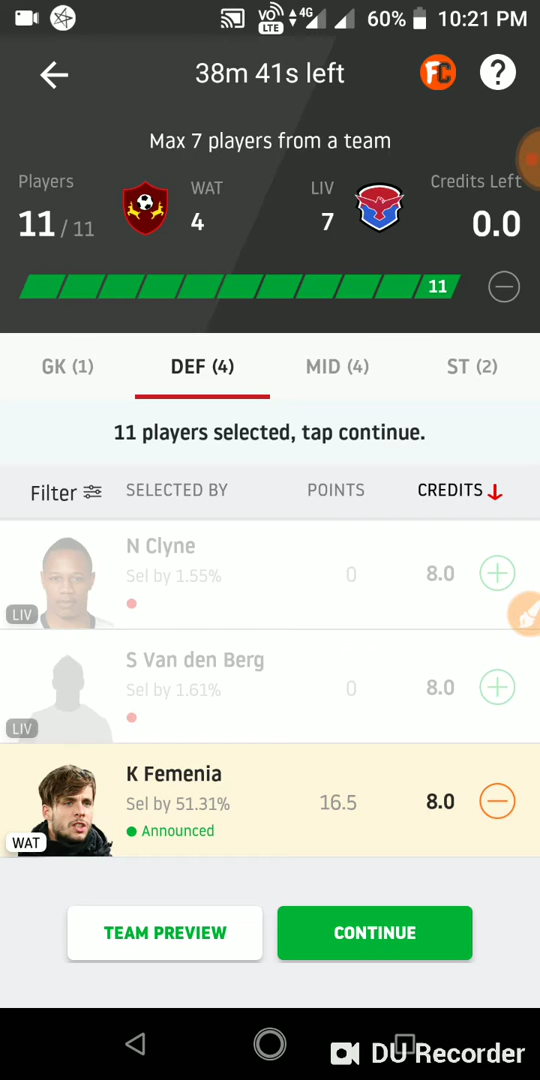 VO 4G 60% 10:21 PM
LTE
38m 41s left FC ?
Max 7 players from a team
Players WAT LIV Credits Left
11 / 11 4 7 0.0
11
GK (1) DEF (4) MID (4) ST (2)
11 players selected, tap continue.
Filter SELECTED BY POINTS CREDITS
N Clyne
Sel by 1.55% 0 8.0
LIV
S Van den Berg
Sel by 1.61% 0 8.0
LIV
K Femenia
Sel by 51.31% 16.5 8.0
Announced
WAT
TEAM PREVIEW CONTINUE
DU Recorder